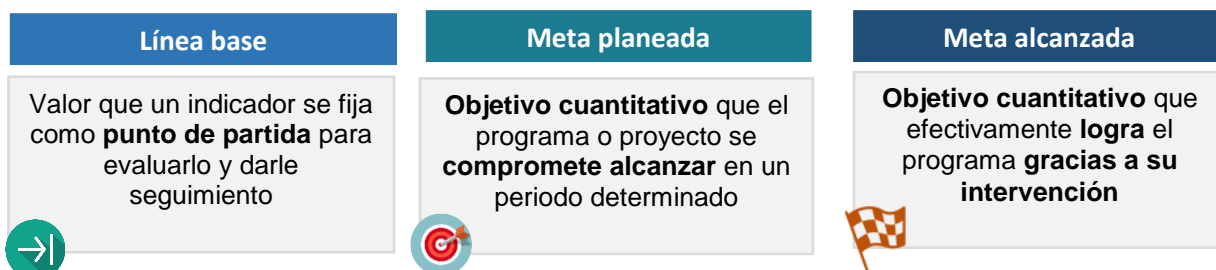 Línea base
Valor que un indicador se fija
como punto de partida para
evaluarlo y darle
seguimiento
Meta planeada
Objetivo cuantitativo que el
programa o proyecto se
compromete alcanzar en un
periodo determinado
Meta alcanzada
Objetivo cuantitativo que
efectivamente logra el
programa gracias a su
intervención